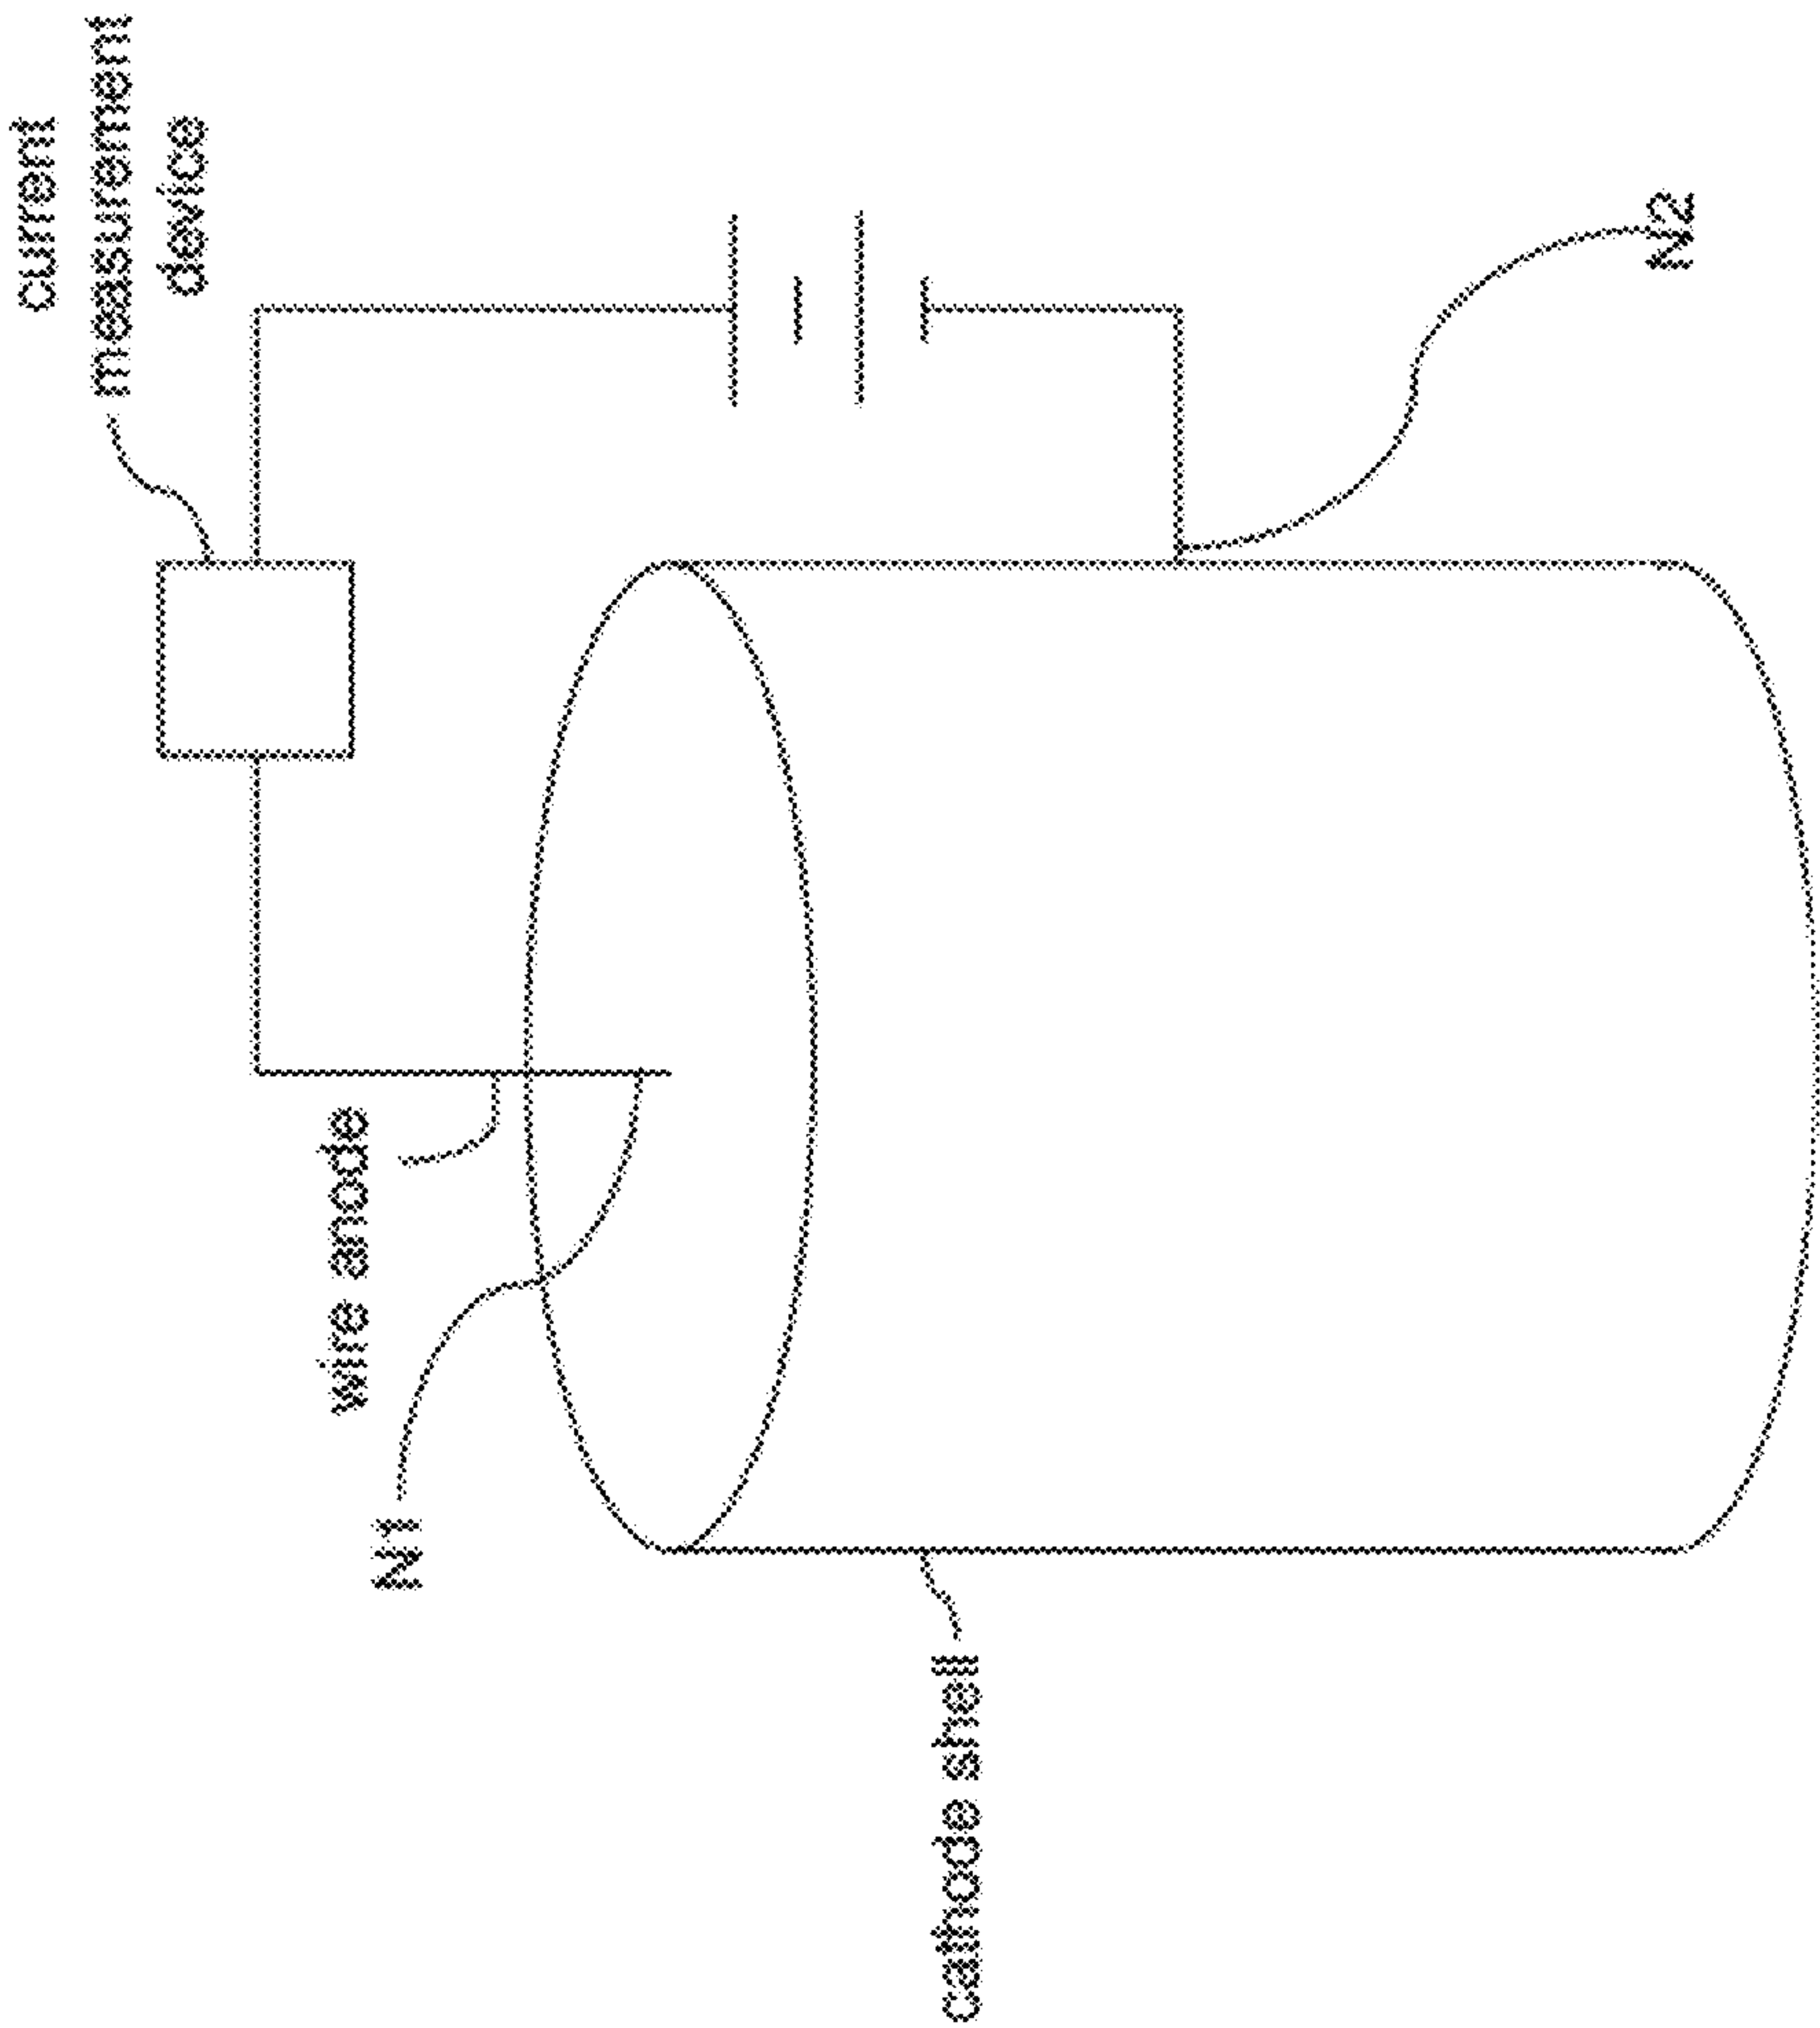 current
measurement
device
N2
wire anode
N1
cathode shell